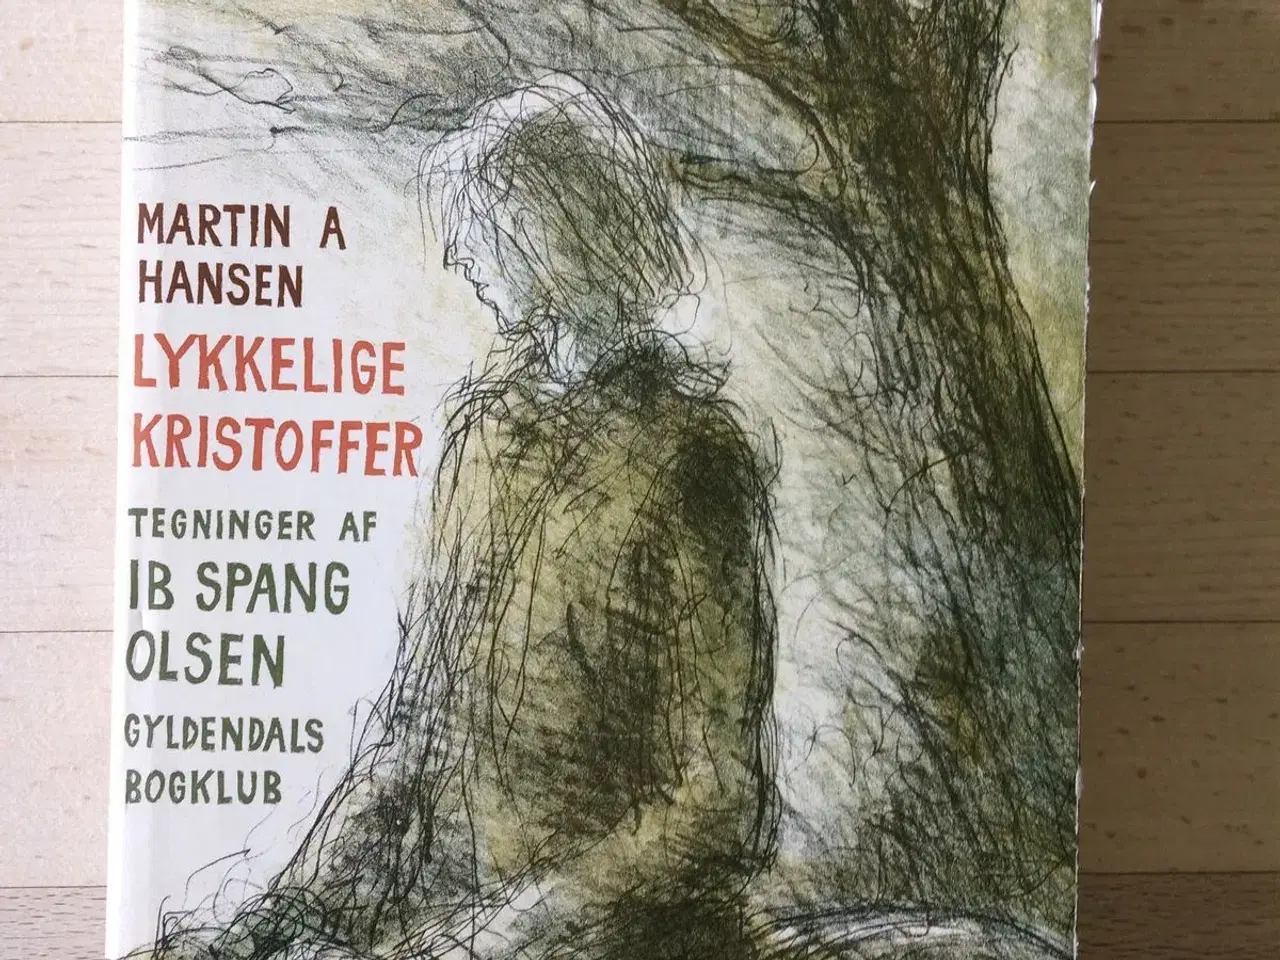 MARTIN A
HANSEN
LYKKELIGE
KRISTOFFER
TEGNINGER AF
IB SPANG
OLSEN
GYLDENDALS
BOGKLUB